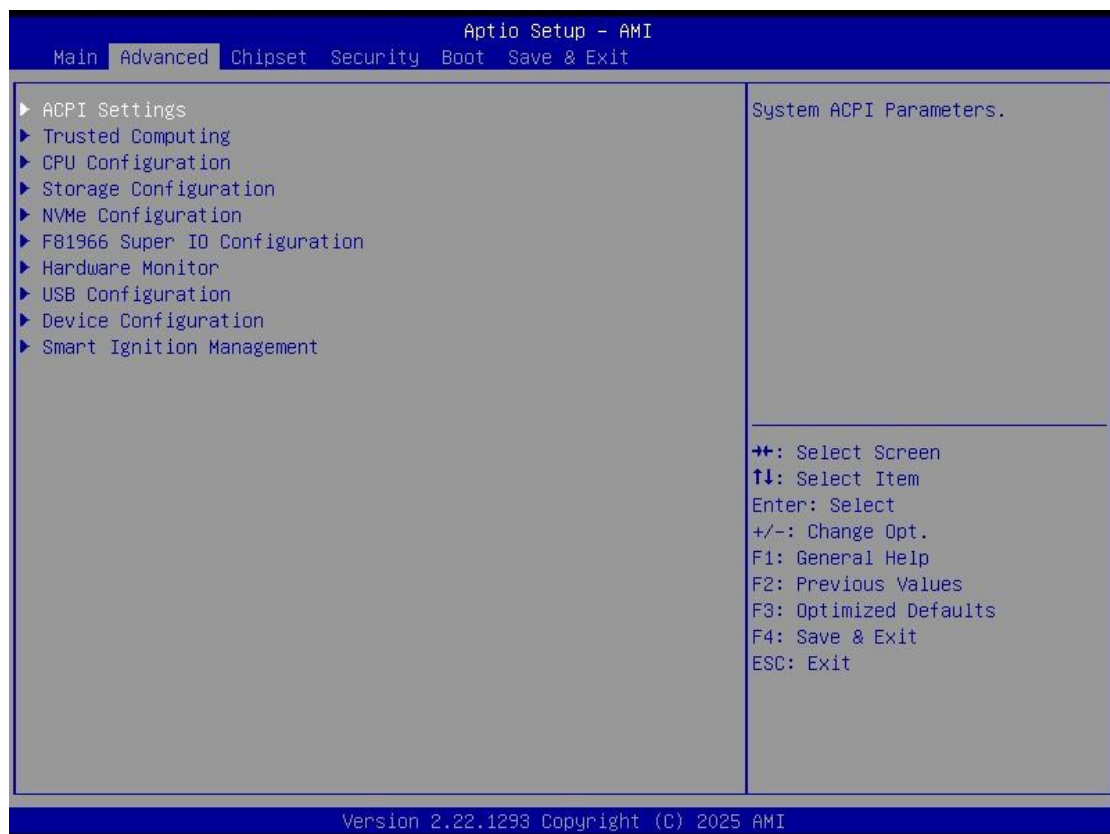 Aptio Setup - AMI
Main Advanced Chipset Security Boot Save & Exit
ACPI Settings
Trusted Computing
CPU Configuration
Storage Configuration
NVMe Configuration
F81966 Super IO Configuration
Hardware Monitor
USB Configuration
Device Configuration
Smart Ignition Management
System ACPI Parameters.
→←: Select Screen
↑↓: Select Item
Enter: Select
+/-: Change Opt.
F1: General Help
F2: Previous Values
F3: Optimized Defaults
F4: Save & Exit
ESC: Exit
Version 2.22.1293 Copyright (C) 2025 AMI